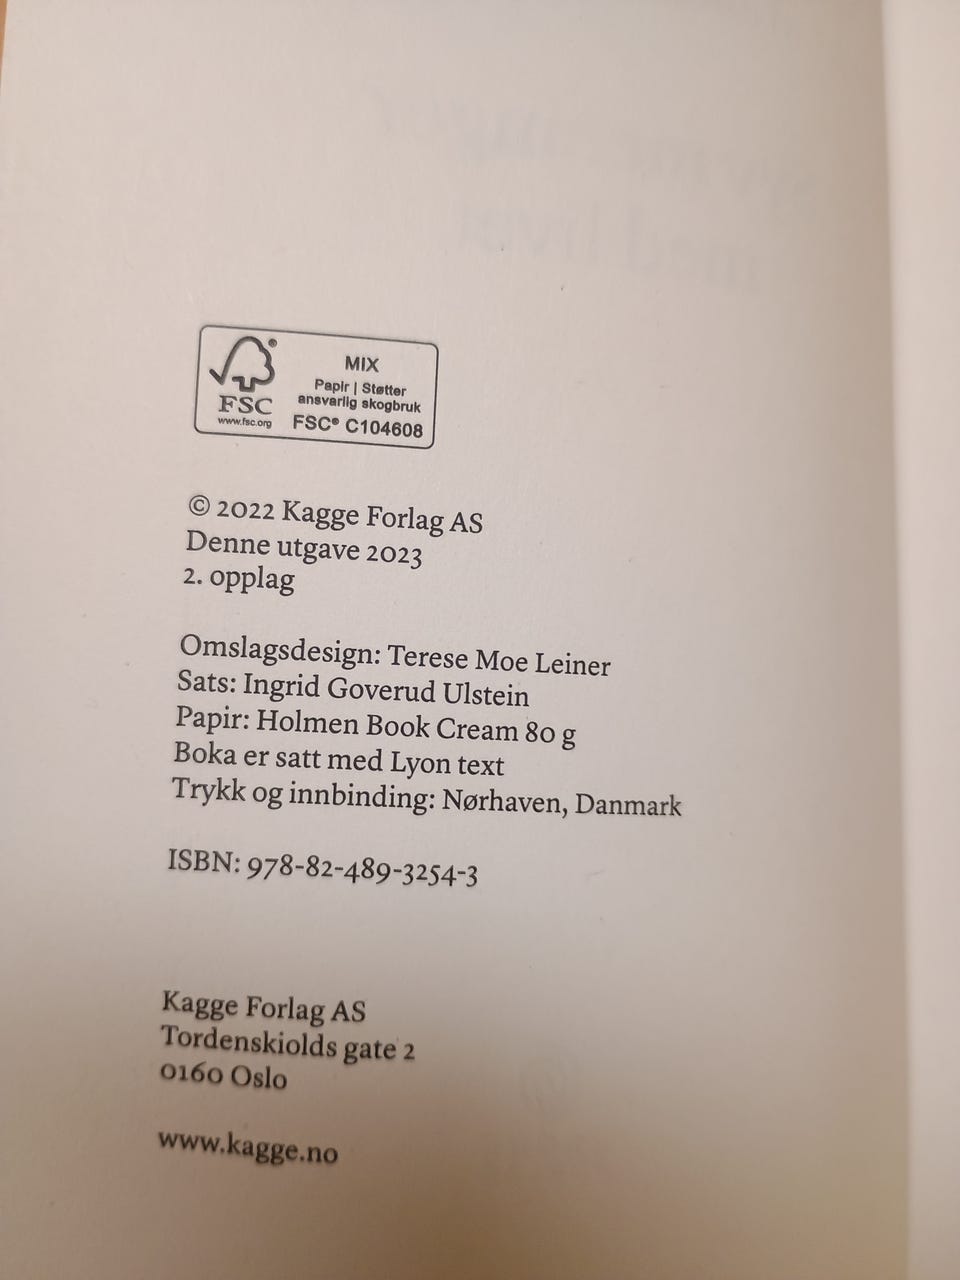 MIX
Papir | Støtter
ansvarlig skogbruk
FSC® C104608
FSC
www.fsc.org
© 2022 Kagge Forlag AS
Denne utgave 2023
2. opplag
Omslagsdesign: Terese Moe Leiner
Sats: Ingrid Goverud Ulstein
Papir: Holmen Book Cream 80 g
Boka er satt med Lyon text
Trykk og innbinding: Nørhaven, Danmark
ISBN: 978-82-489-3254-3
Kagge Forlag AS
Tordenskiolds gate 2
0160 Oslo
www.kagge.no